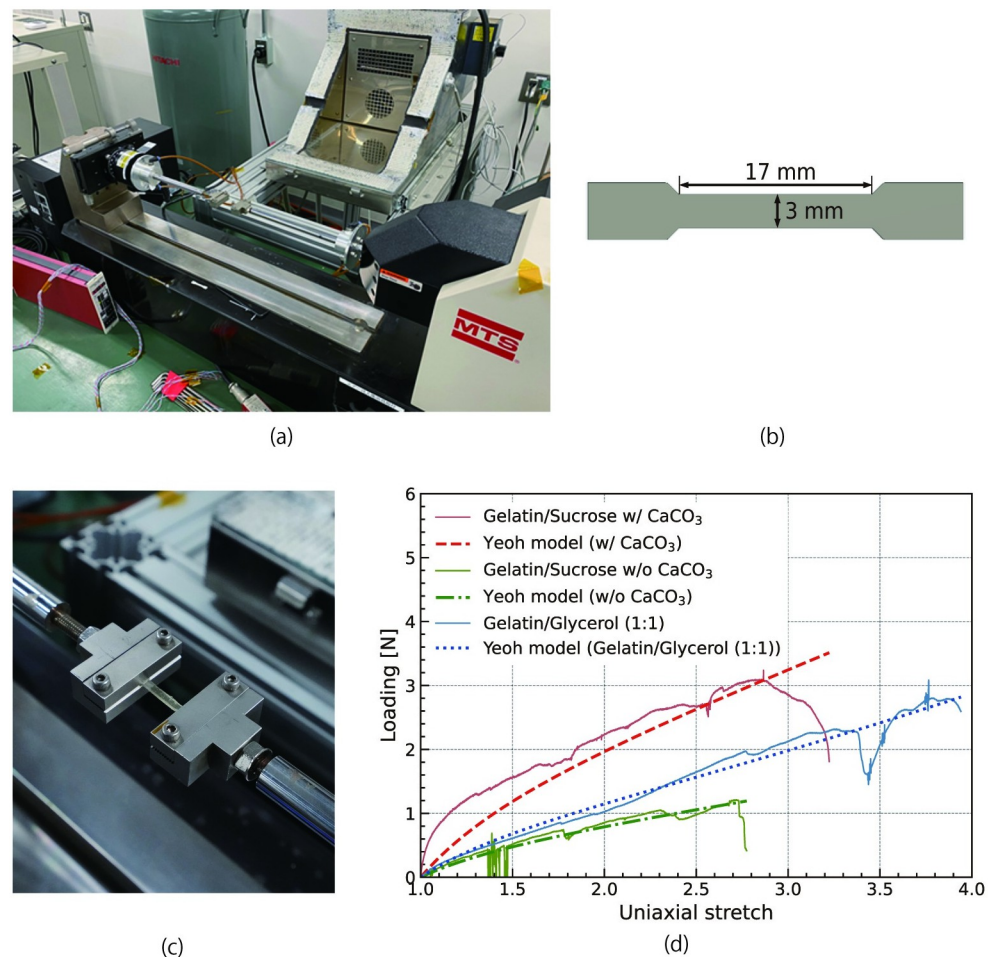 HITACHI
MTS
(a)
17 mm
3 mm
(b)
(c)
6
5
4
3
2
1
0
Loading [N]
Gelatin/Sucrose w/ CaCO₃
Yeoh model (w/ CaCO₃)
Gelatin/Sucrose w/o CaCO₃
Yeoh model (w/o CaCO₃)
Gelatin/Glycerol (1:1)
Yeoh model (Gelatin/Glycerol (1:1))
1.0 1.5 2.0 2.5 3.0 3.5 4.0
Uniaxial stretch
(d)